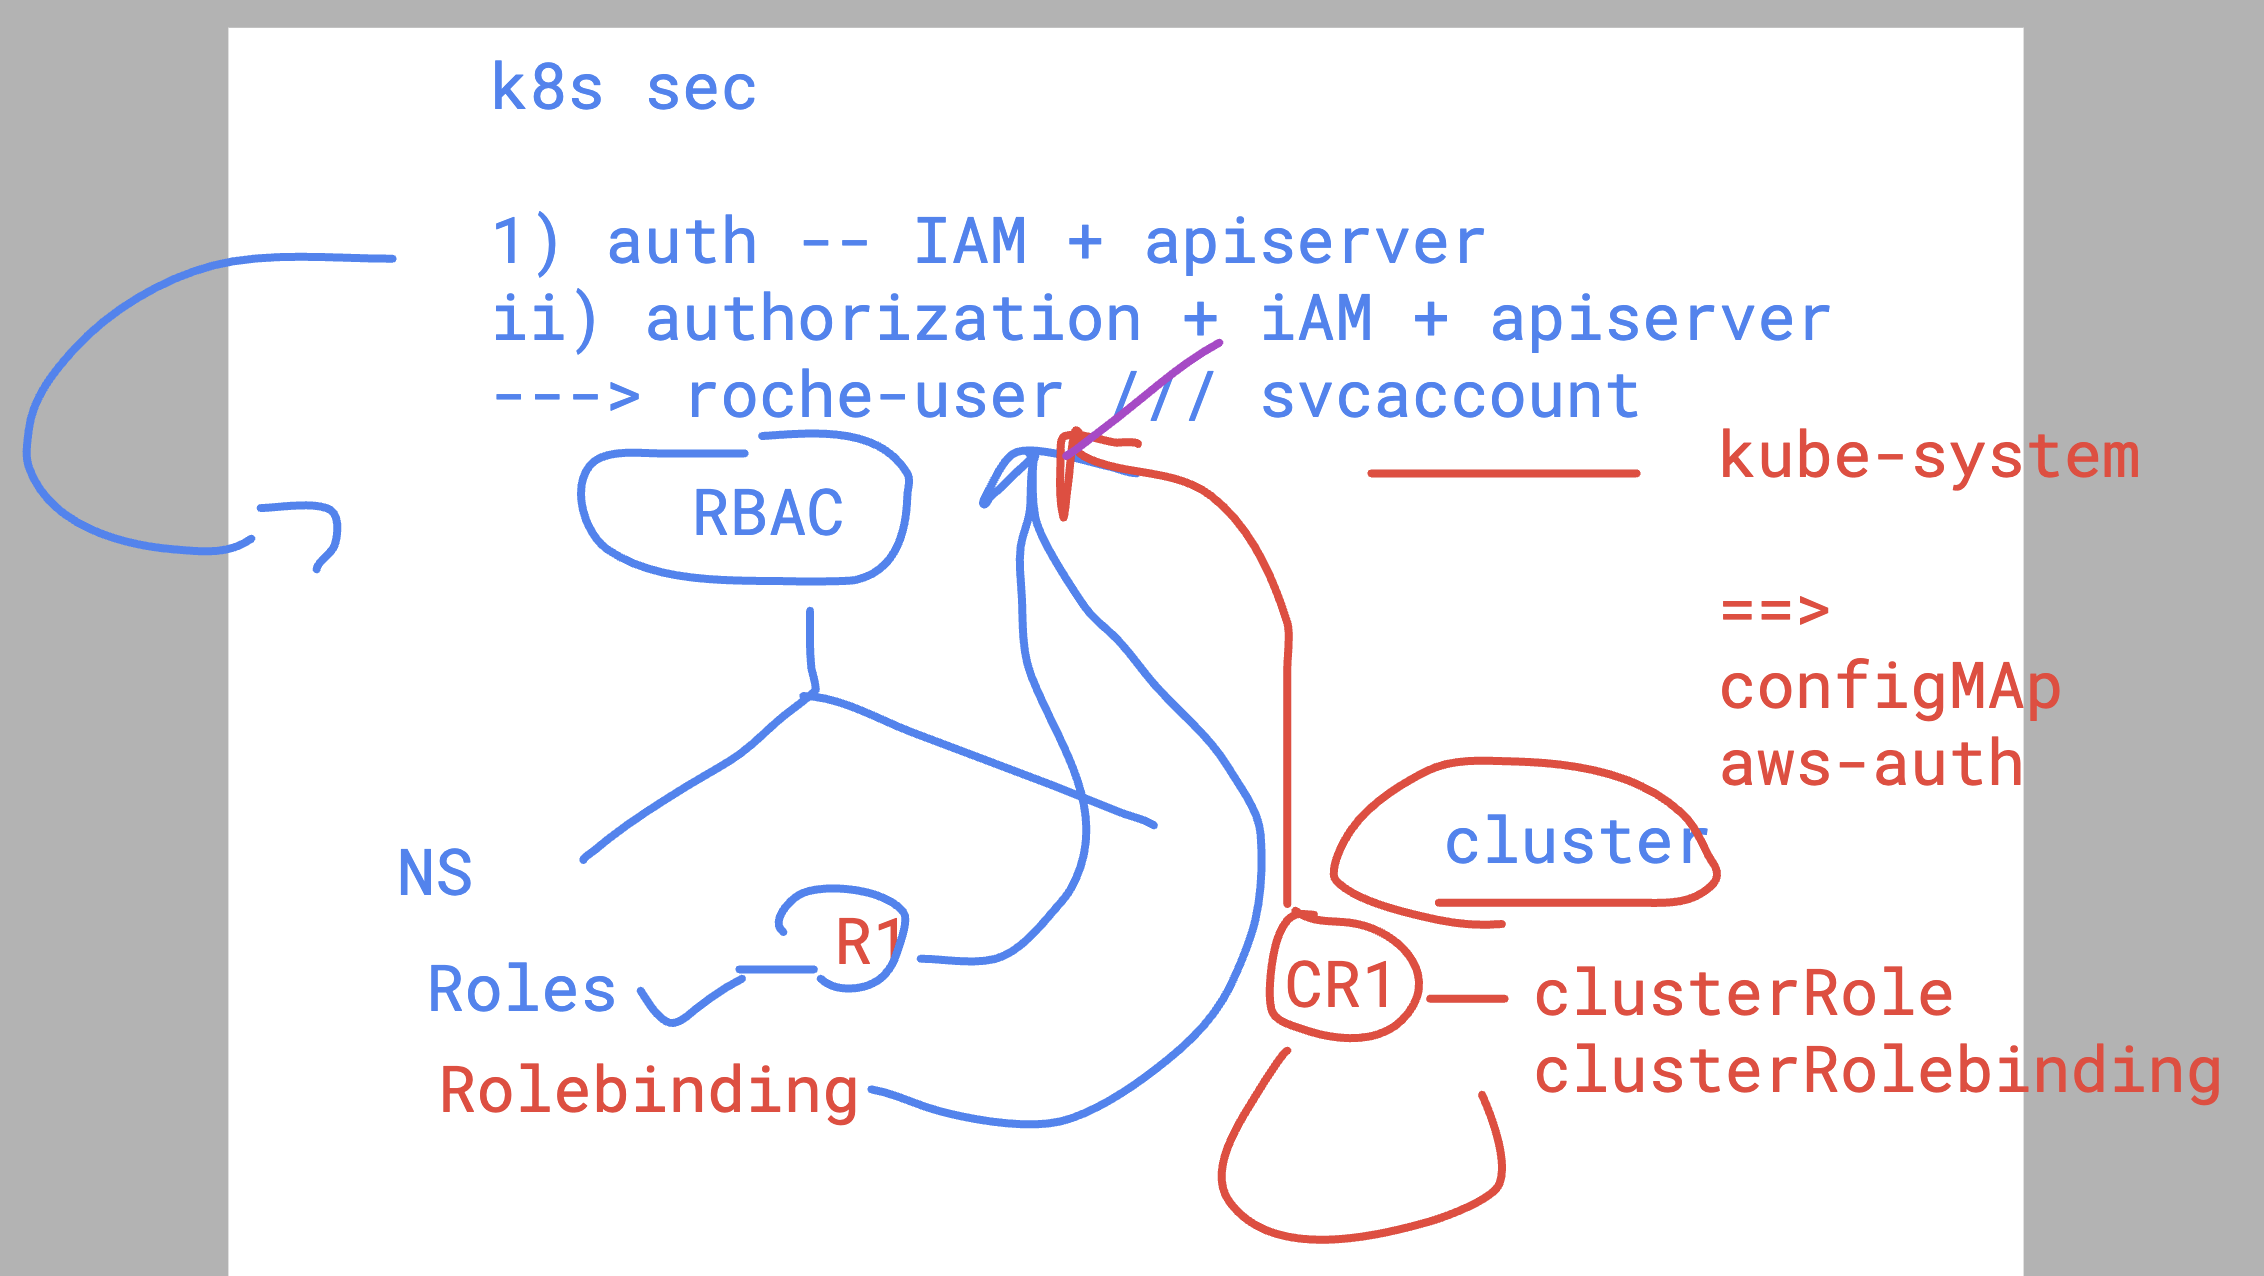 k8s sec
1) auth -- IAM + apiserver
ii) authorization + iAM + apiserver
---> roche-user /// svcaccount
kube-system
RBAC
==>
configMAp
aws-auth
cluster
NS
R1
Roles
CR1
clusterRole
clusterRolebinding
Rolebinding